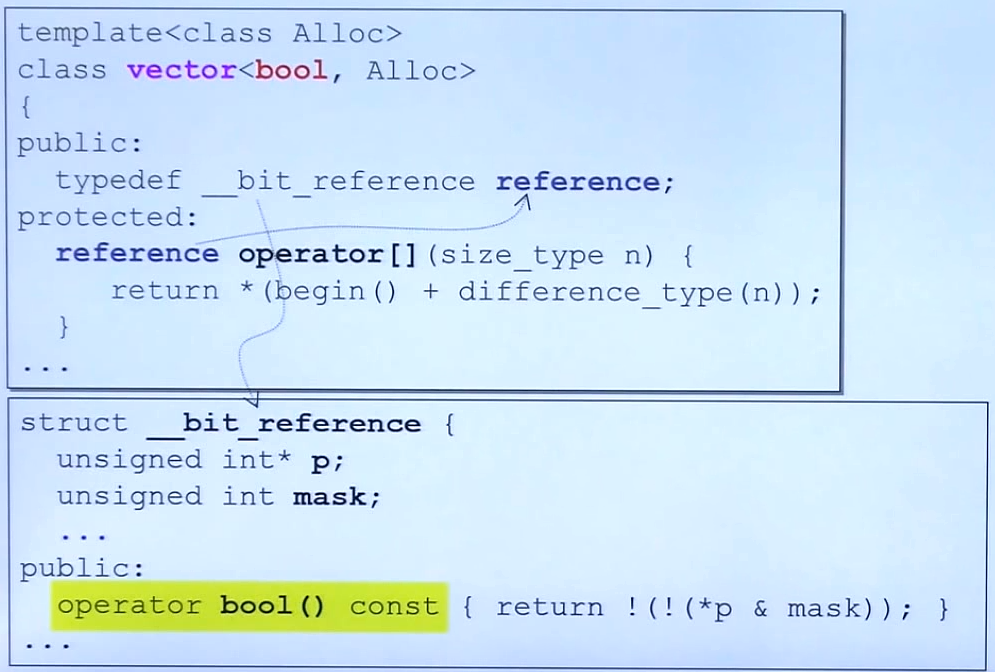 template<class Alloc>
class vector<bool, Alloc>
{
public:
  typedef __bit_reference reference;
protected:
  reference operator[](size_type n) {
     return *(begin() + difference_type(n));
  }
...
struct __bit_reference {
  unsigned int* p;
  unsigned int mask;
  ...
public:
  operator bool() const { return !(!(*p & mask)); }
...